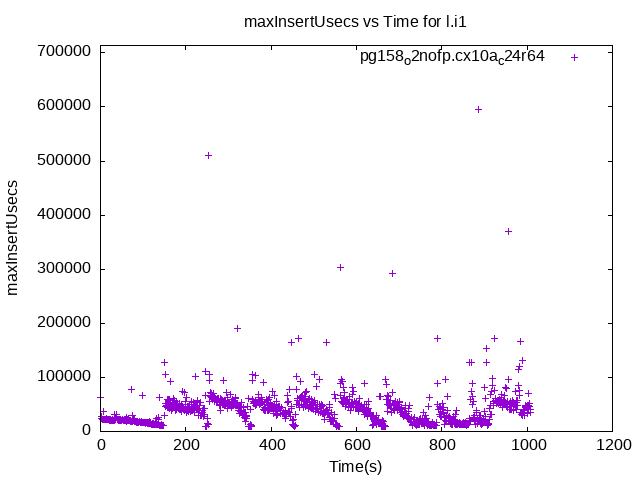 maxInsertUsecs vs Time for l.i1
pg158o2nofp.cx10ac24r64
700000
600000
500000
400000
300000
200000
100000
0
maxInsertUsecs
0 200 400 600 800 1000 1200
Time(s)